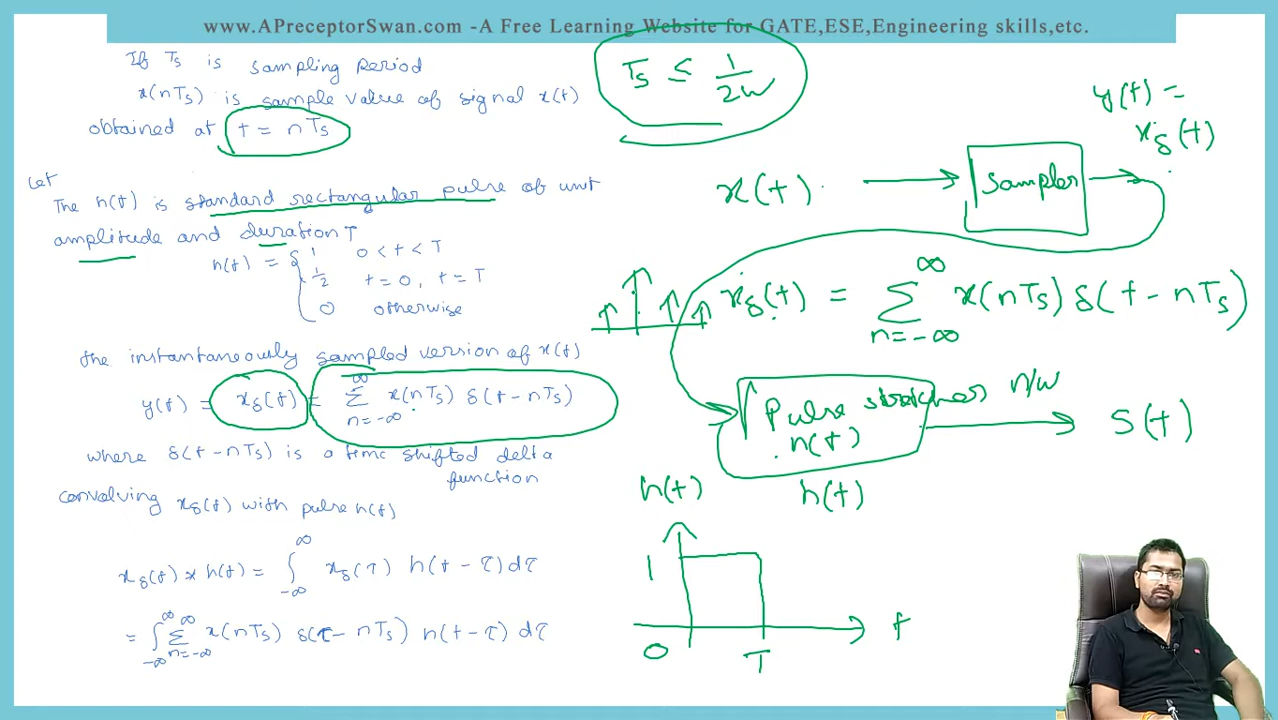 www.APreceptorSwan.com -A Free Learning Website for GATE,ESE,Engineering skills,etc.
If Ts is sampling period
x(nTs) is sample value of signal x(t)
obtained at t = nTs
Let
The h(t) is standard rectangular pulse of unit
amplitude and duration T
h(t) = { 1 0 < t < T
1/2 t = 0, t = T
0 otherwise
the instantaneously sampled version of x(t)
y(t) = xδ(t) = ∞ Σ n=-∞ x(nTs) δ(t-nTs)
where δ(t-nTs) is a time shifted delta
function
convolving xδ(t) with pulse h(t)
xδ(t) * h(t) = ∫ ∞ -∞ xδ(τ) h(t-τ)dτ
= ∫ ∞ -∞ Σ ∞ n=-∞ x(nTs) δ(τ-nTs) h(t-τ) dτ
Ts ≤ 1/2W
y(t) =
xδ(t)
x(t)
Sampler
xδ(t) = ∞ Σ n=-∞ x(nTs) δ(t-nTs)
Pulse stretcher n/w
h(t)
S(t)
h(t)
h(t)
1
t
0
T